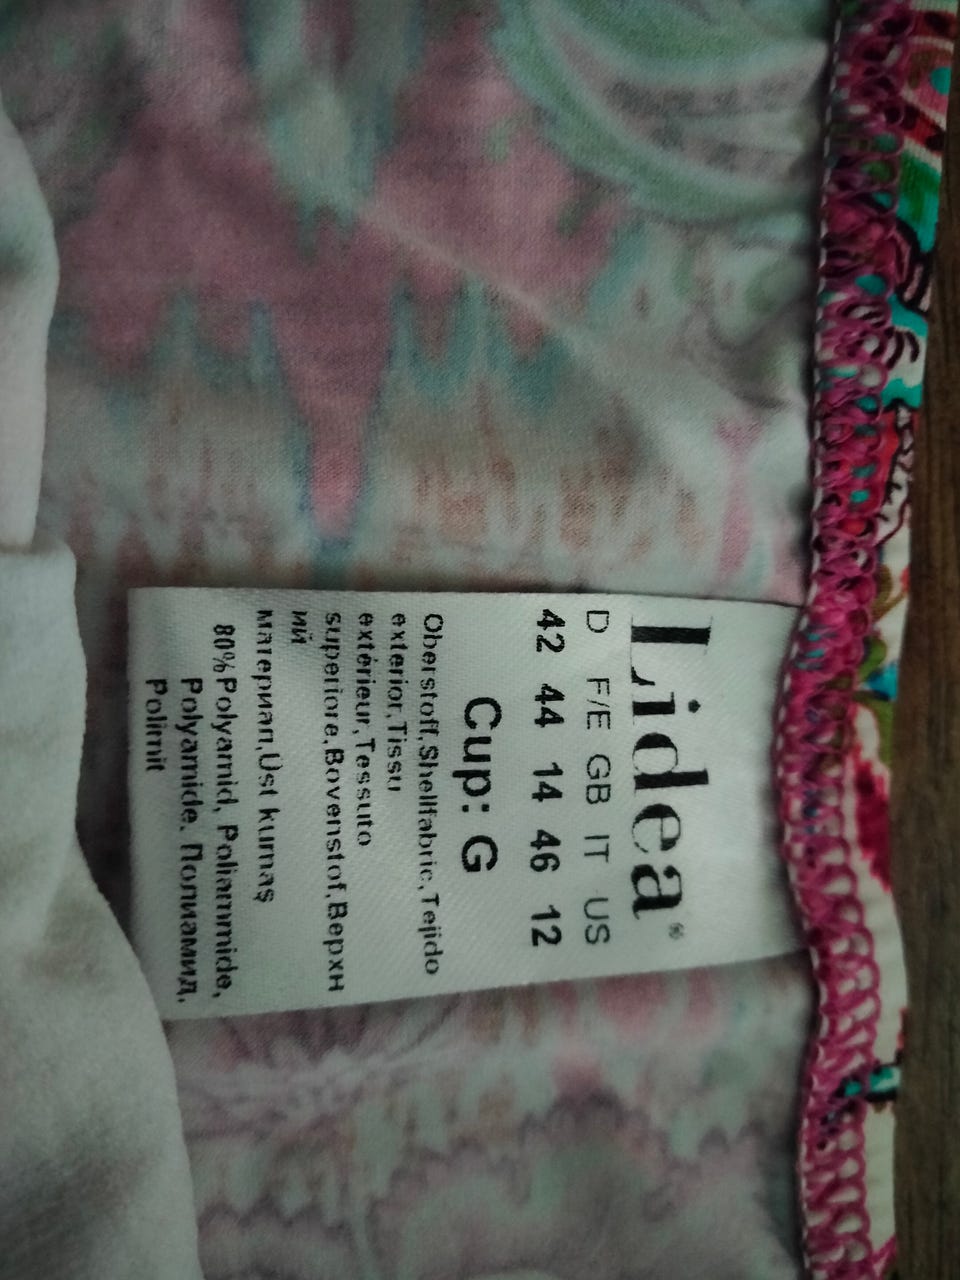 Lidea®
D F/E GB IT US
42 44 14 46 12
Cup: G
Oberstoff,Shellfabric,Tejido
exterior,Tissu
extérieur,Tessuto
superiore,Bovenstof,Верхн
ий
материал,Üst kumaş
80%Polyamid, Poliammide,
Polyamide, Полиамид,
Polimit